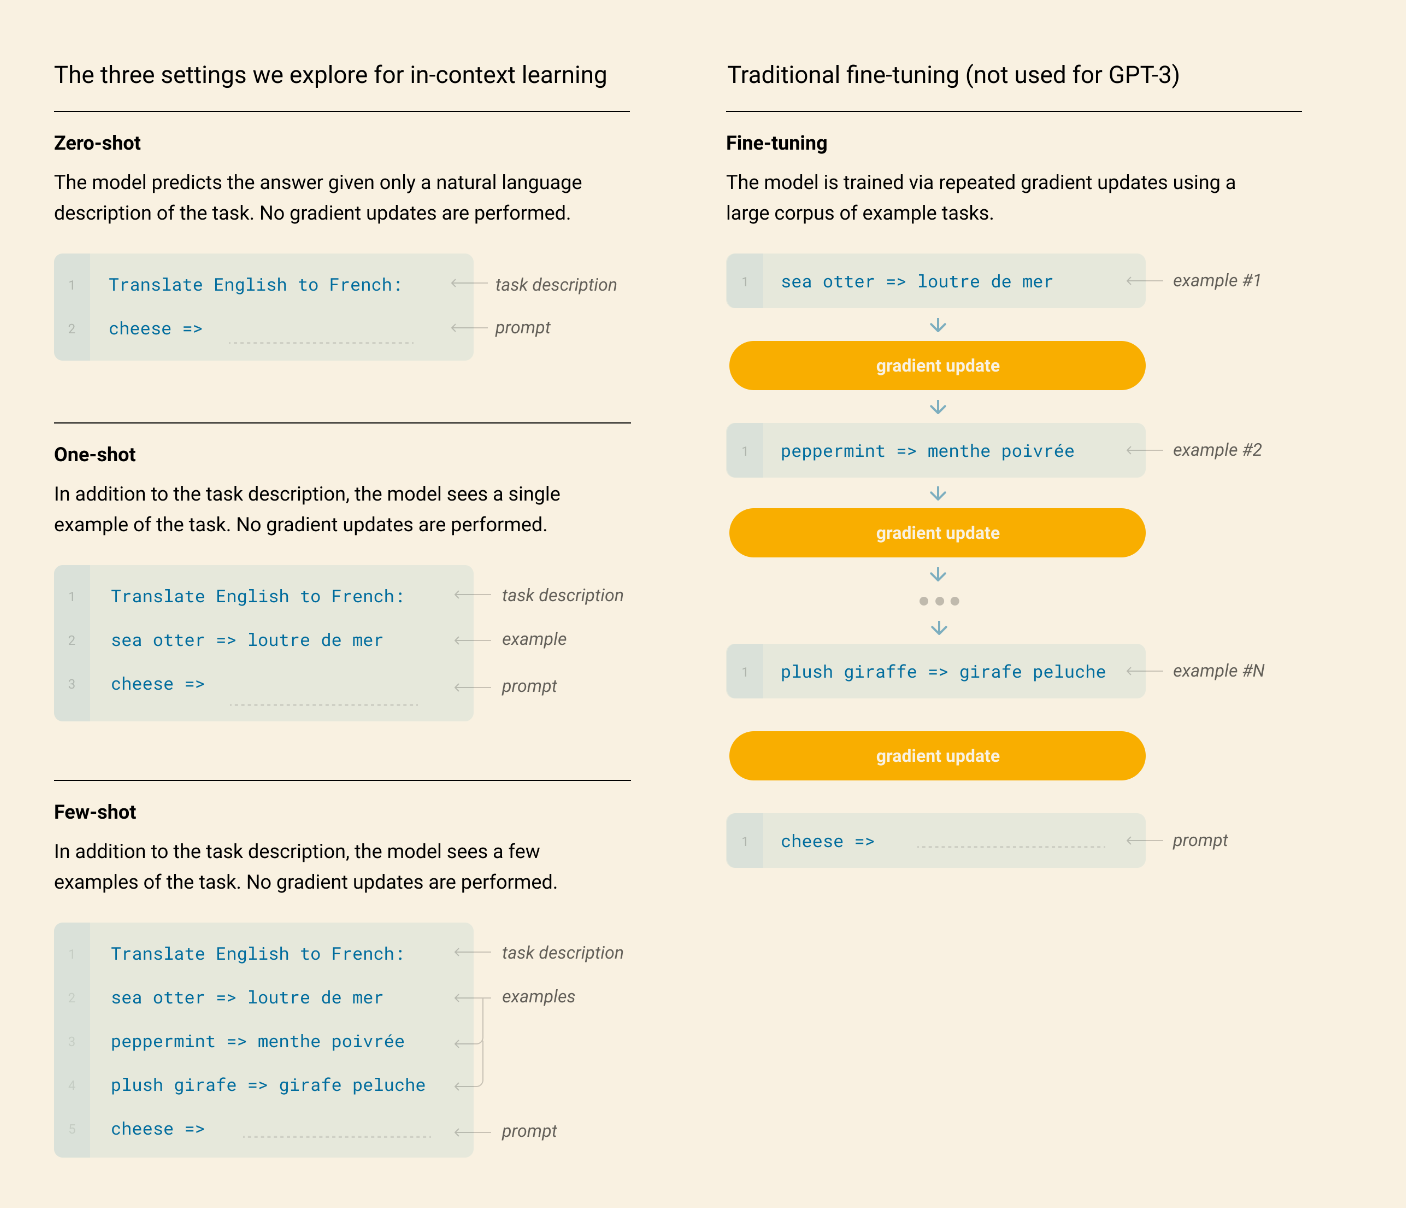 The three settings we explore for in-context learning
Zero-shot
The model predicts the answer given only a natural language
description of the task. No gradient updates are performed.
1 Translate English to French: task description
2 cheese => prompt
One-shot
In addition to the task description, the model sees a single
example of the task. No gradient updates are performed.
1 Translate English to French: task description
2 sea otter => loutre de mer example
3 cheese => prompt
Few-shot
In addition to the task description, the model sees a few
examples of the task. No gradient updates are performed.
1 Translate English to French: task description
2 sea otter => loutre de mer examples
3 peppermint => menthe poivrée
4 plush girafe => girafe peluche
5 cheese => prompt
Traditional fine-tuning (not used for GPT-3)
Fine-tuning
The model is trained via repeated gradient updates using a
large corpus of example tasks.
1 sea otter => loutre de mer example #1
gradient update
1 peppermint => menthe poivrée example #2
gradient update
1 plush giraffe => girafe peluche example #N
gradient update
1 cheese => prompt